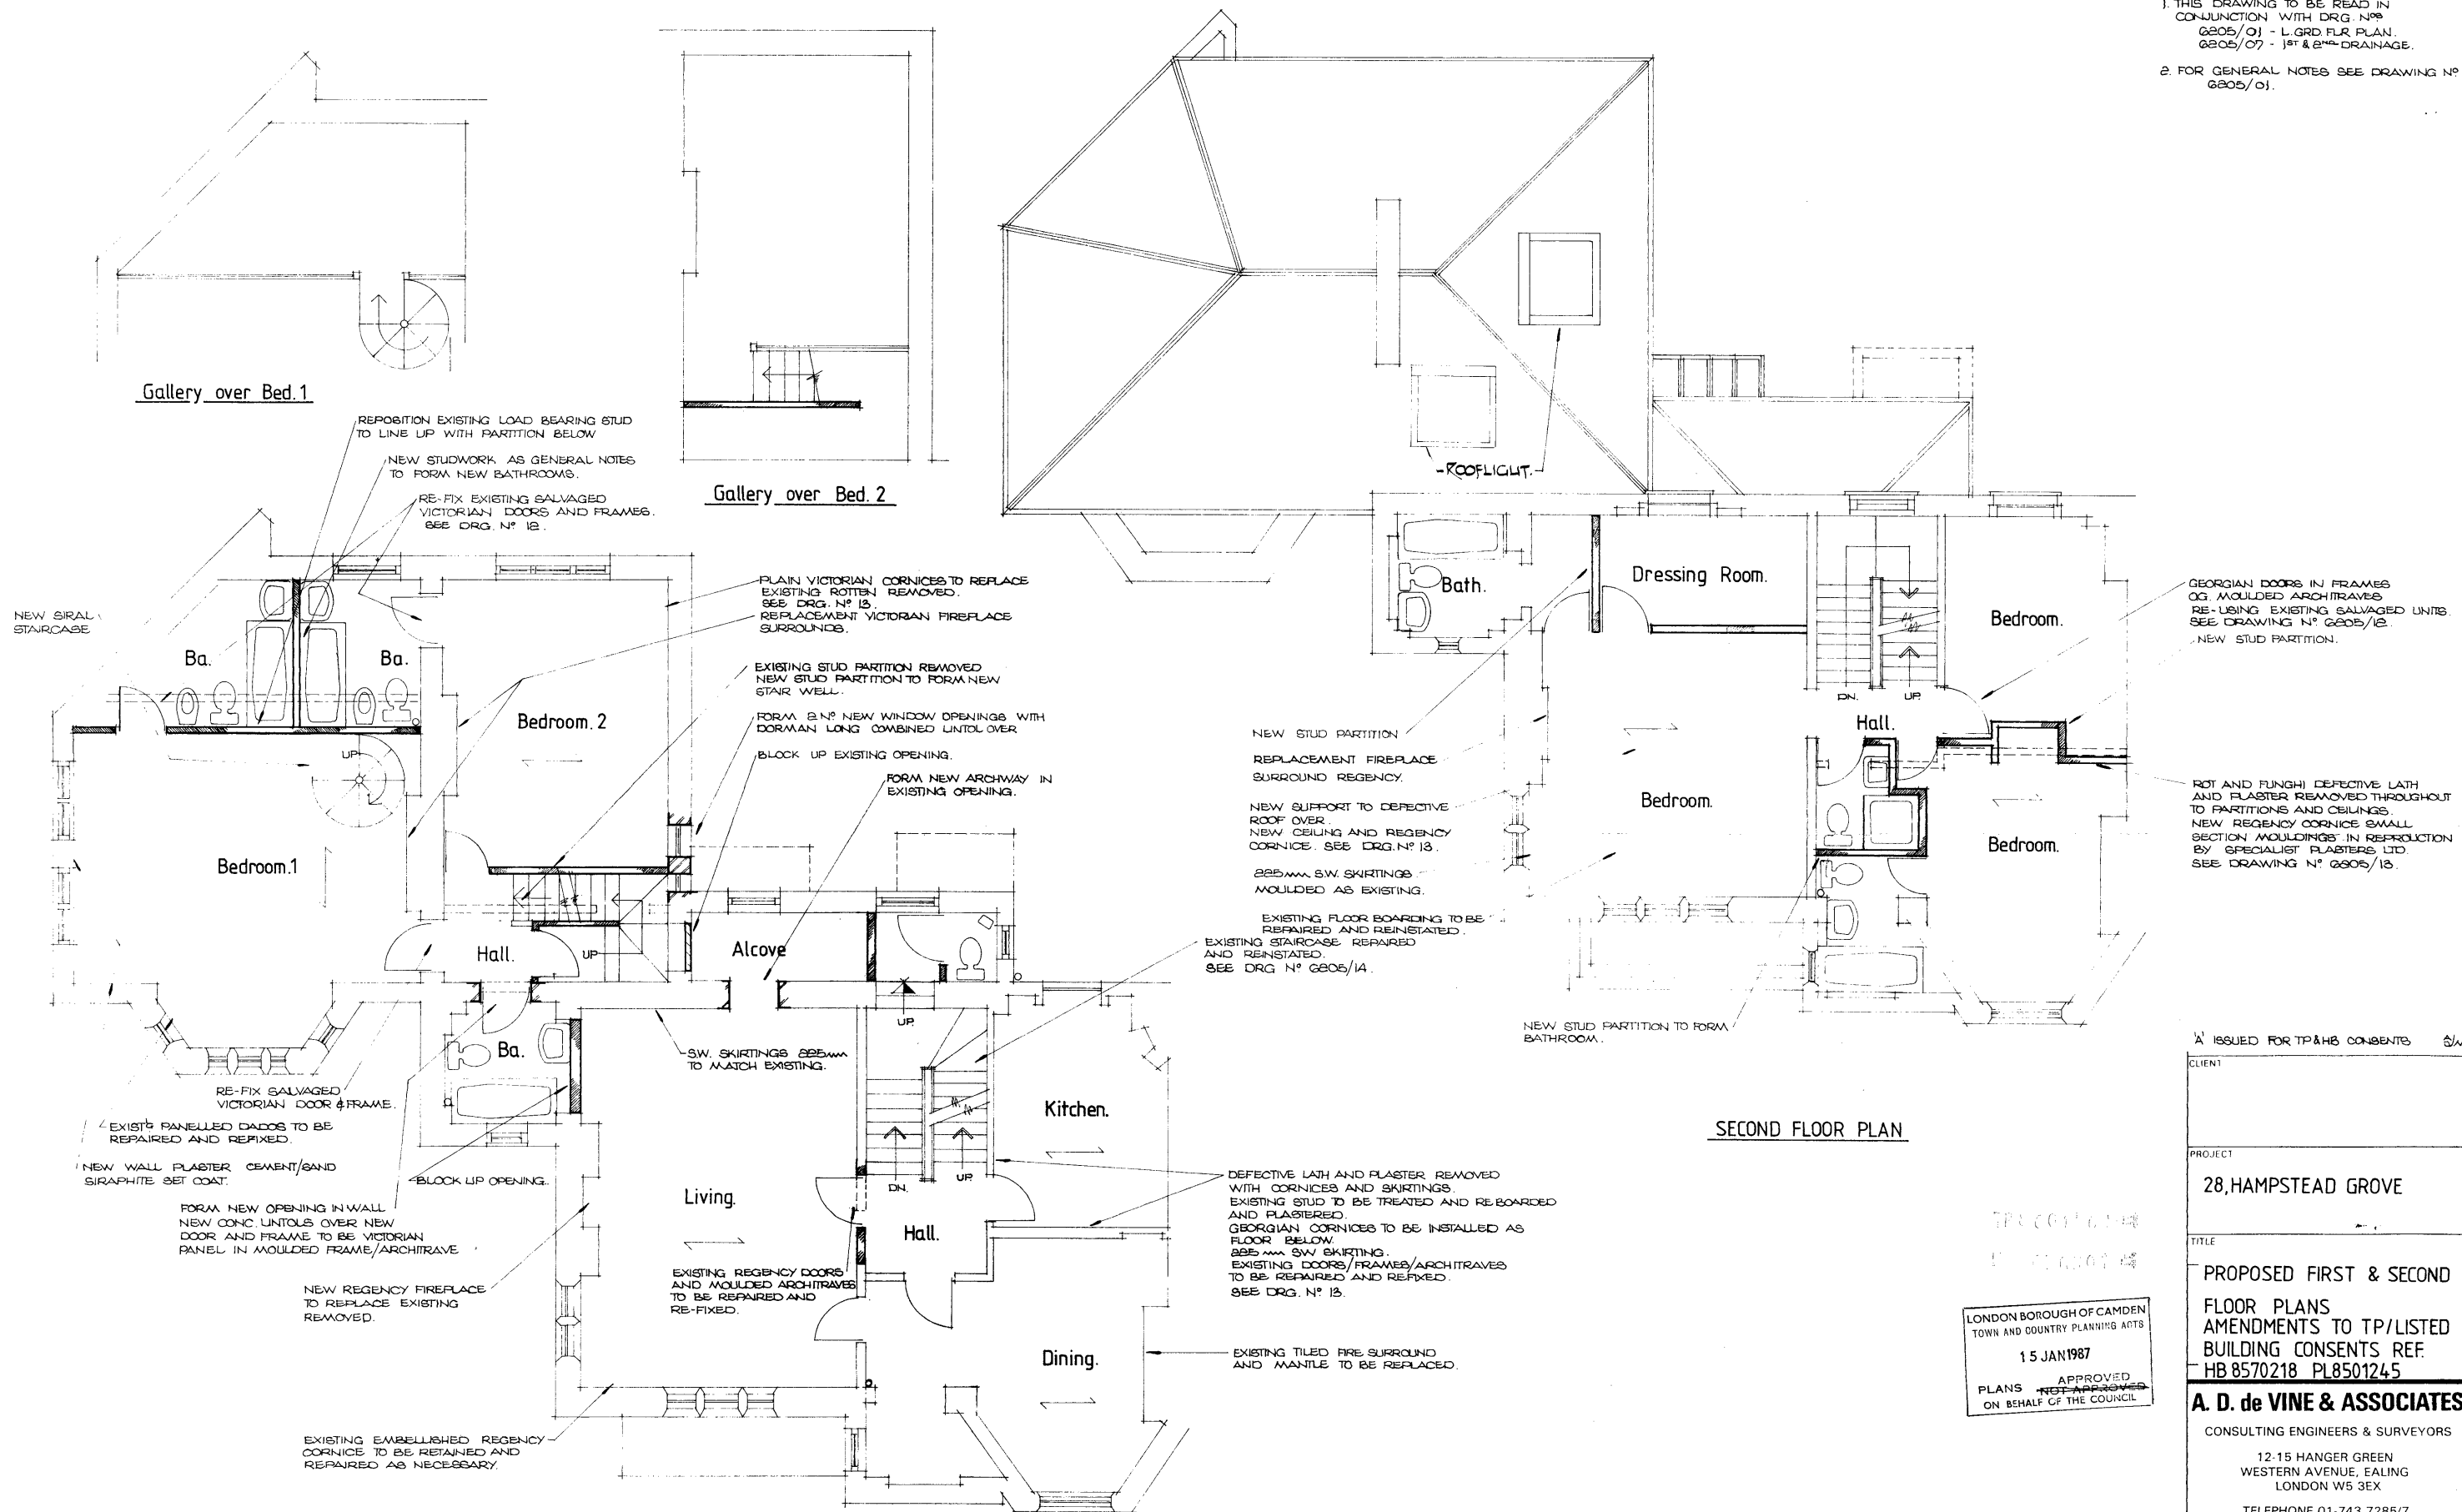 1. THIS DRAWING TO BE READ IN
CONJUNCTION WITH DRG. Nos
6805/01 - L.GRD. FLR PLAN.
6805/07 - 1ST & 2ND DRAINAGE.
2. FOR GENERAL NOTES SEE DRAWING Nº
6805/01.
Gallery over Bed.1
Gallery over Bed. 2
-ROOFLIGHT.-
REPOSITION EXISTING LOAD BEARING STUD
TO LINE UP WITH PARTITION BELOW
NEW STUDWORK AS GENERAL NOTES
TO FORM NEW BATHROOMS.
RE-FIX EXISTING SALVAGED
VICTORIAN DOORS AND FRAMES.
SEE DRG. Nº 12.
NEW SIRAL
STAIRCASE
PLAIN VICTORIAN CORNICES TO REPLACE
EXISTING ROTTEN REMOVED.
SEE DRG. Nº 13.
REPLACEMENT VICTORIAN FIREPLACE
SURROUNDS.
EXISTING STUD PARTITION REMOVED
NEW STUD PARTITION TO FORM NEW
STAIR WELL.
FORM 2 Nº NEW WINDOW OPENINGS WITH
DORMAN LONG COMBINED LINTOL OVER
BLOCK UP EXISTING OPENING.
FORM NEW ARCHWAY IN
EXISTING OPENING.
Ba.
Ba.
Bedroom. 2
UP
Bedroom.1
Hall.
UP
Alcove
Ba.
UP.
S.W. SKIRTINGS 225mm
TO MATCH EXISTING.
RE-FIX SALVAGED
VICTORIAN DOOR & FRAME.
EXIST'G PANELLED DADOS TO BE
REPAIRED AND REFIXED.
NEW WALL PLASTER CEMENT/SAND
SIRAPHITE SET COAT.
BLOCK UP OPENING.
FORM NEW OPENING IN WALL
NEW CONC. LINTOLS OVER NEW
DOOR AND FRAME TO BE VICTORIAN
PANEL IN MOULDED FRAME/ARCHITRAVE
NEW REGENCY FIREPLACE
TO REPLACE EXISTING
REMOVED.
EXISTING EMBELLISHED REGENCY
CORNICE TO BE RETAINED AND
REPAIRED AS NECESSARY.
Living.
DN.
UP.
Hall.
Kitchen.
Dining.
EXISTING REGENCY DOORS
AND MOULDED ARCHITRAVES
TO BE REPAIRED AND
RE-FIXED.
DEFECTIVE LATH AND PLASTER REMOVED
WITH CORNICES AND SKIRTINGS.
EXISTING STUD TO BE TREATED AND REBOARDED
AND PLASTERED.
GEORGIAN CORNICES TO BE INSTALLED AS
FLOOR BELOW.
225 mm SW SKIRTING.
EXISTING DOORS/FRAMES/ARCHITRAVES
TO BE REPAIRED AND REFIXED.
SEE DRG. Nº 13.
EXISTING TILED FIRE SURROUND
AND MANTLE TO BE REPLACED.
Bath.
Dressing Room.
Bedroom.
DN.
UP.
Hall.
Bedroom.
Bedroom.
NEW STUD PARTITION
REPLACEMENT FIREPLACE
SURROUND REGENCY.
NEW SUPPORT TO DEFECTIVE
ROOF OVER.
NEW CEILING AND REGENCY
CORNICE. SEE DRG. Nº 13.
225mm S.W. SKIRTINGS
MOULDED AS EXISTING.
EXISTING FLOOR BOARDING TO BE
REPAIRED AND REINSTATED.
EXISTING STAIRCASE REPAIRED
AND REINSTATED.
SEE DRG Nº 6805/14.
GEORGIAN DOORS IN FRAMES
OG. MOULDED ARCHITRAVES
RE-USING EXISTING SALVAGED UNITS.
SEE DRAWING Nº 6805/12.
NEW STUD PARTITION.
ROT AND FUNGHI DEFECTIVE LATH
AND PLASTER REMOVED THROUGHOUT
TO PARTITIONS AND CEILINGS.
NEW REGENCY CORNICE SMALL
SECTION MOULDINGS IN REPRODUCTION
BY SPECIALIST PLASTERS LTD.
SEE DRAWING Nº 6805/13.
NEW STUD PARTITION TO FORM
BATHROOM.
SECOND FLOOR PLAN
'A' ISSUED FOR TP & HB CONSENTS
CLIENT
PROJECT
28, HAMPSTEAD GROVE
TITLE
PROPOSED FIRST & SECOND
FLOOR PLANS
AMENDMENTS TO TP/LISTED
BUILDING CONSENTS REF.
HB 8570218 PL8501245
A. D. de VINE & ASSOCIATES
CONSULTING ENGINEERS & SURVEYORS
12-15 HANGER GREEN
WESTERN AVENUE, EALING
LONDON W5 3EX
TELEPHONE 01-743 7285/7
LONDON BOROUGH OF CAMDEN
TOWN AND COUNTRY PLANNING ACTS
15 JAN 1987
APPROVED
PLANS NOT APPROVED
ON BEHALF OF THE COUNCIL